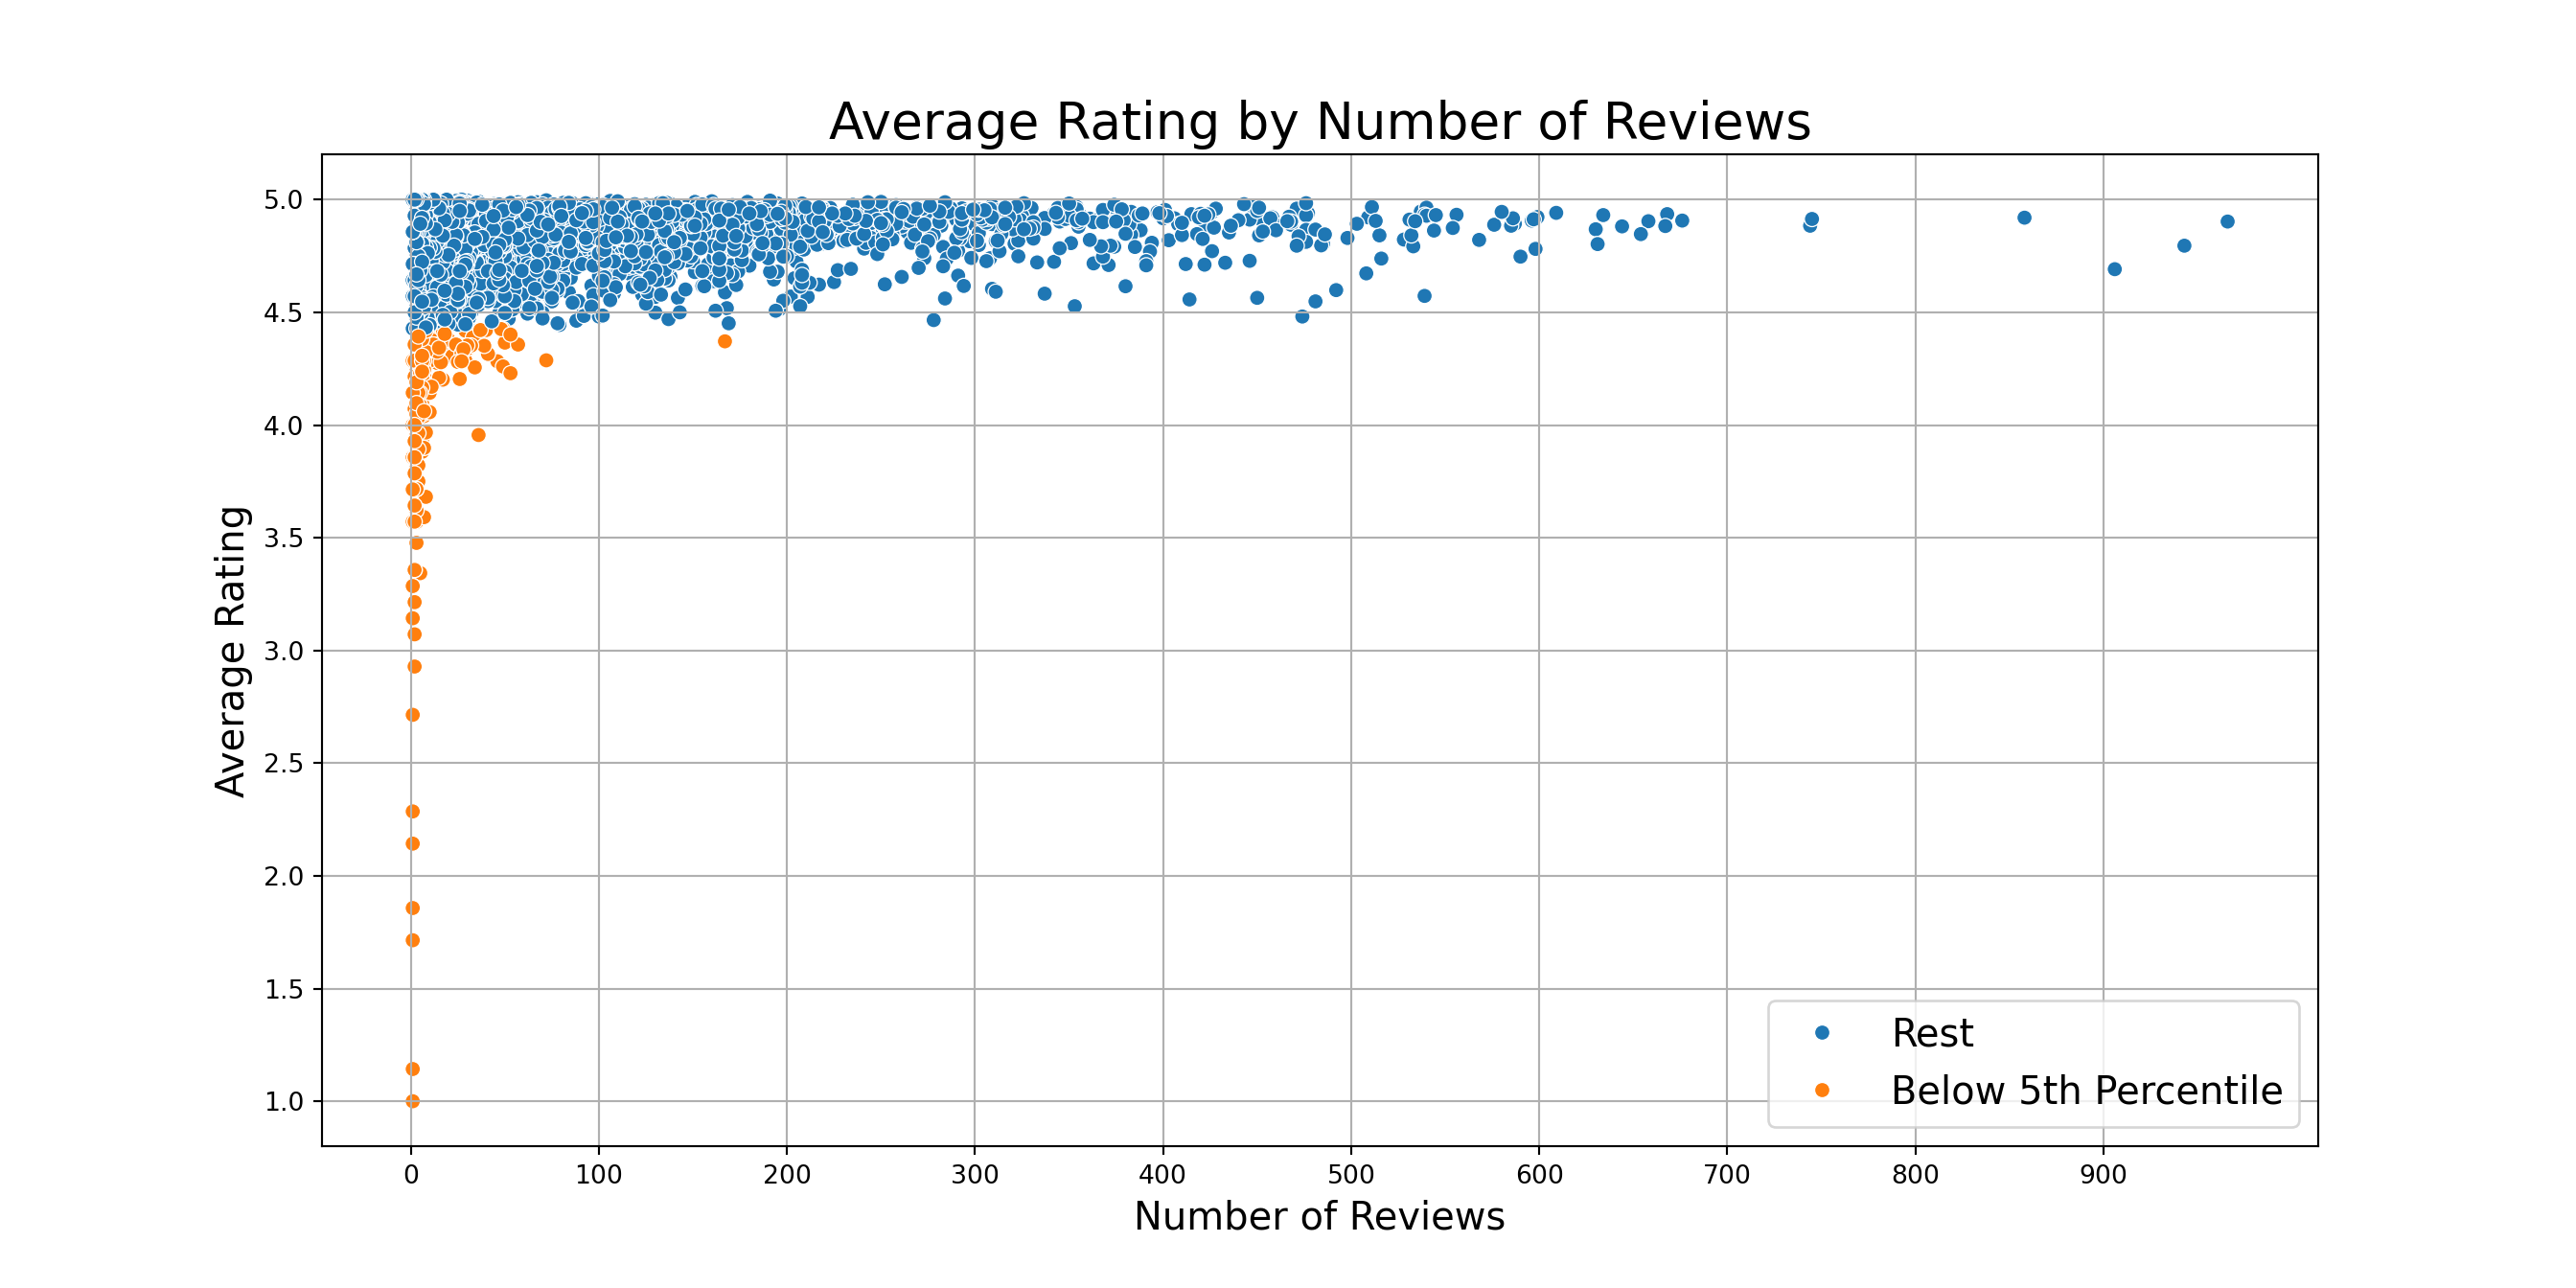 Average Rating by Number of Reviews
Average Rating
5.0
4.5
4.0
3.5
3.0
2.5
2.0
1.5
1.0
0 100 200 300 400 500 600 700 800 900
Number of Reviews
Rest
Below 5th Percentile